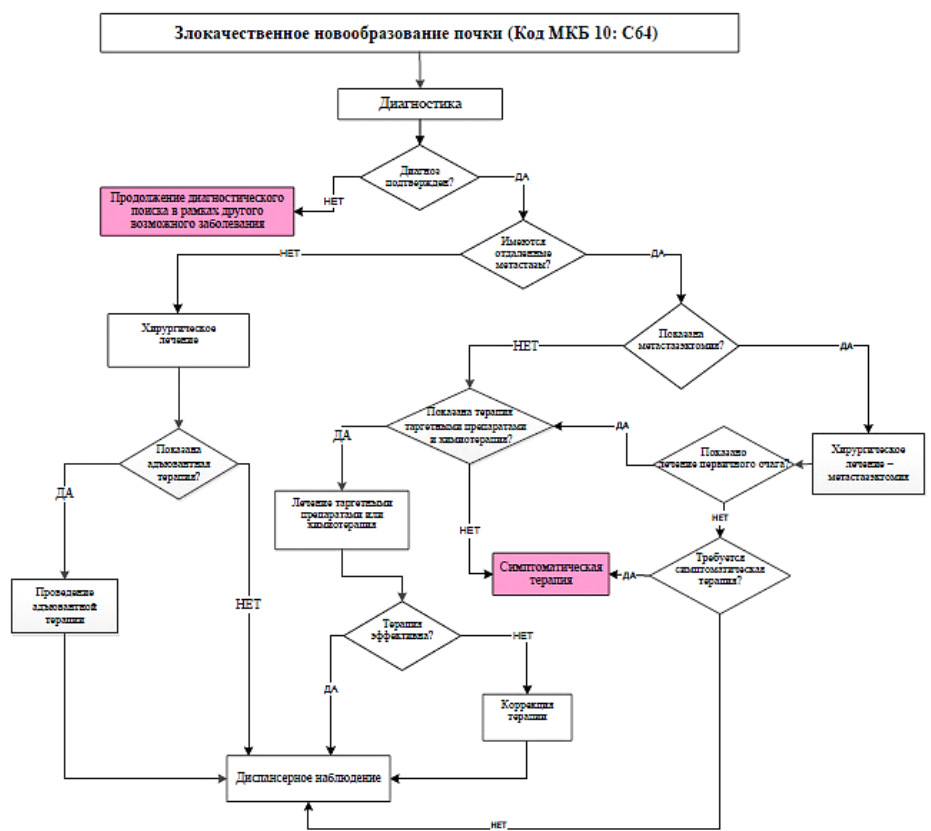 Злокачественное новообразование почки (Код МКБ 10: C64)
Диагностика
Диагноз
подтвержден?
НЕТ
ДА
Продолжение диагностического
поиска в рамках другого
возможного заболевания
Имеются
отдаленные
метастазы?
НЕТ
ДА
Хирургическое
лечение
Показана
метастазэктомия?
НЕТ
ДА
Показана терапия
таргетными препаратами
и химиотерапия?
ДА
НЕТ
Показано
лечение первичного очага?
ДА
НЕТ
Хирургическое
лечение –
метастазэктомия
Показана
адъювантная
терапия?
ДА
НЕТ
Лечение таргетными
препаратами или
химиотерапия
Симптоматическая
терапия
ДА
Требуется
симптоматическая
терапия?
Проведение
адъювантной
терапии
Терапия
эффективна?
НЕТ
ДА
Коррекция
терапии
Диспансерное наблюдение
НЕТ